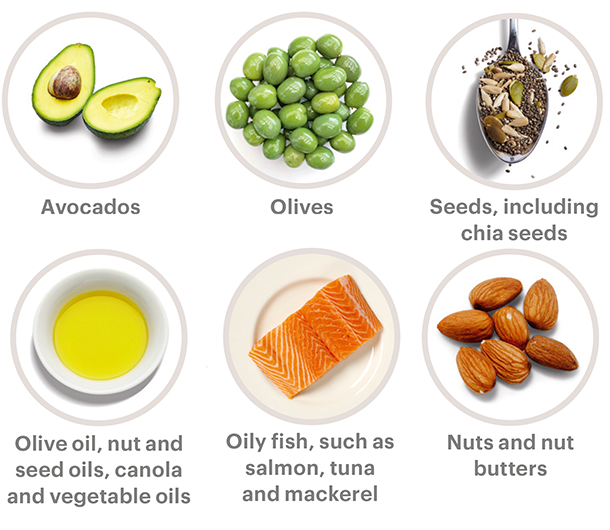 Avocados
Olives
Seeds, including
chia seeds
Olive oil, nut and
seed oils, canola
and vegetable oils
Oily fish, such as
salmon, tuna
and mackerel
Nuts and nut
butters